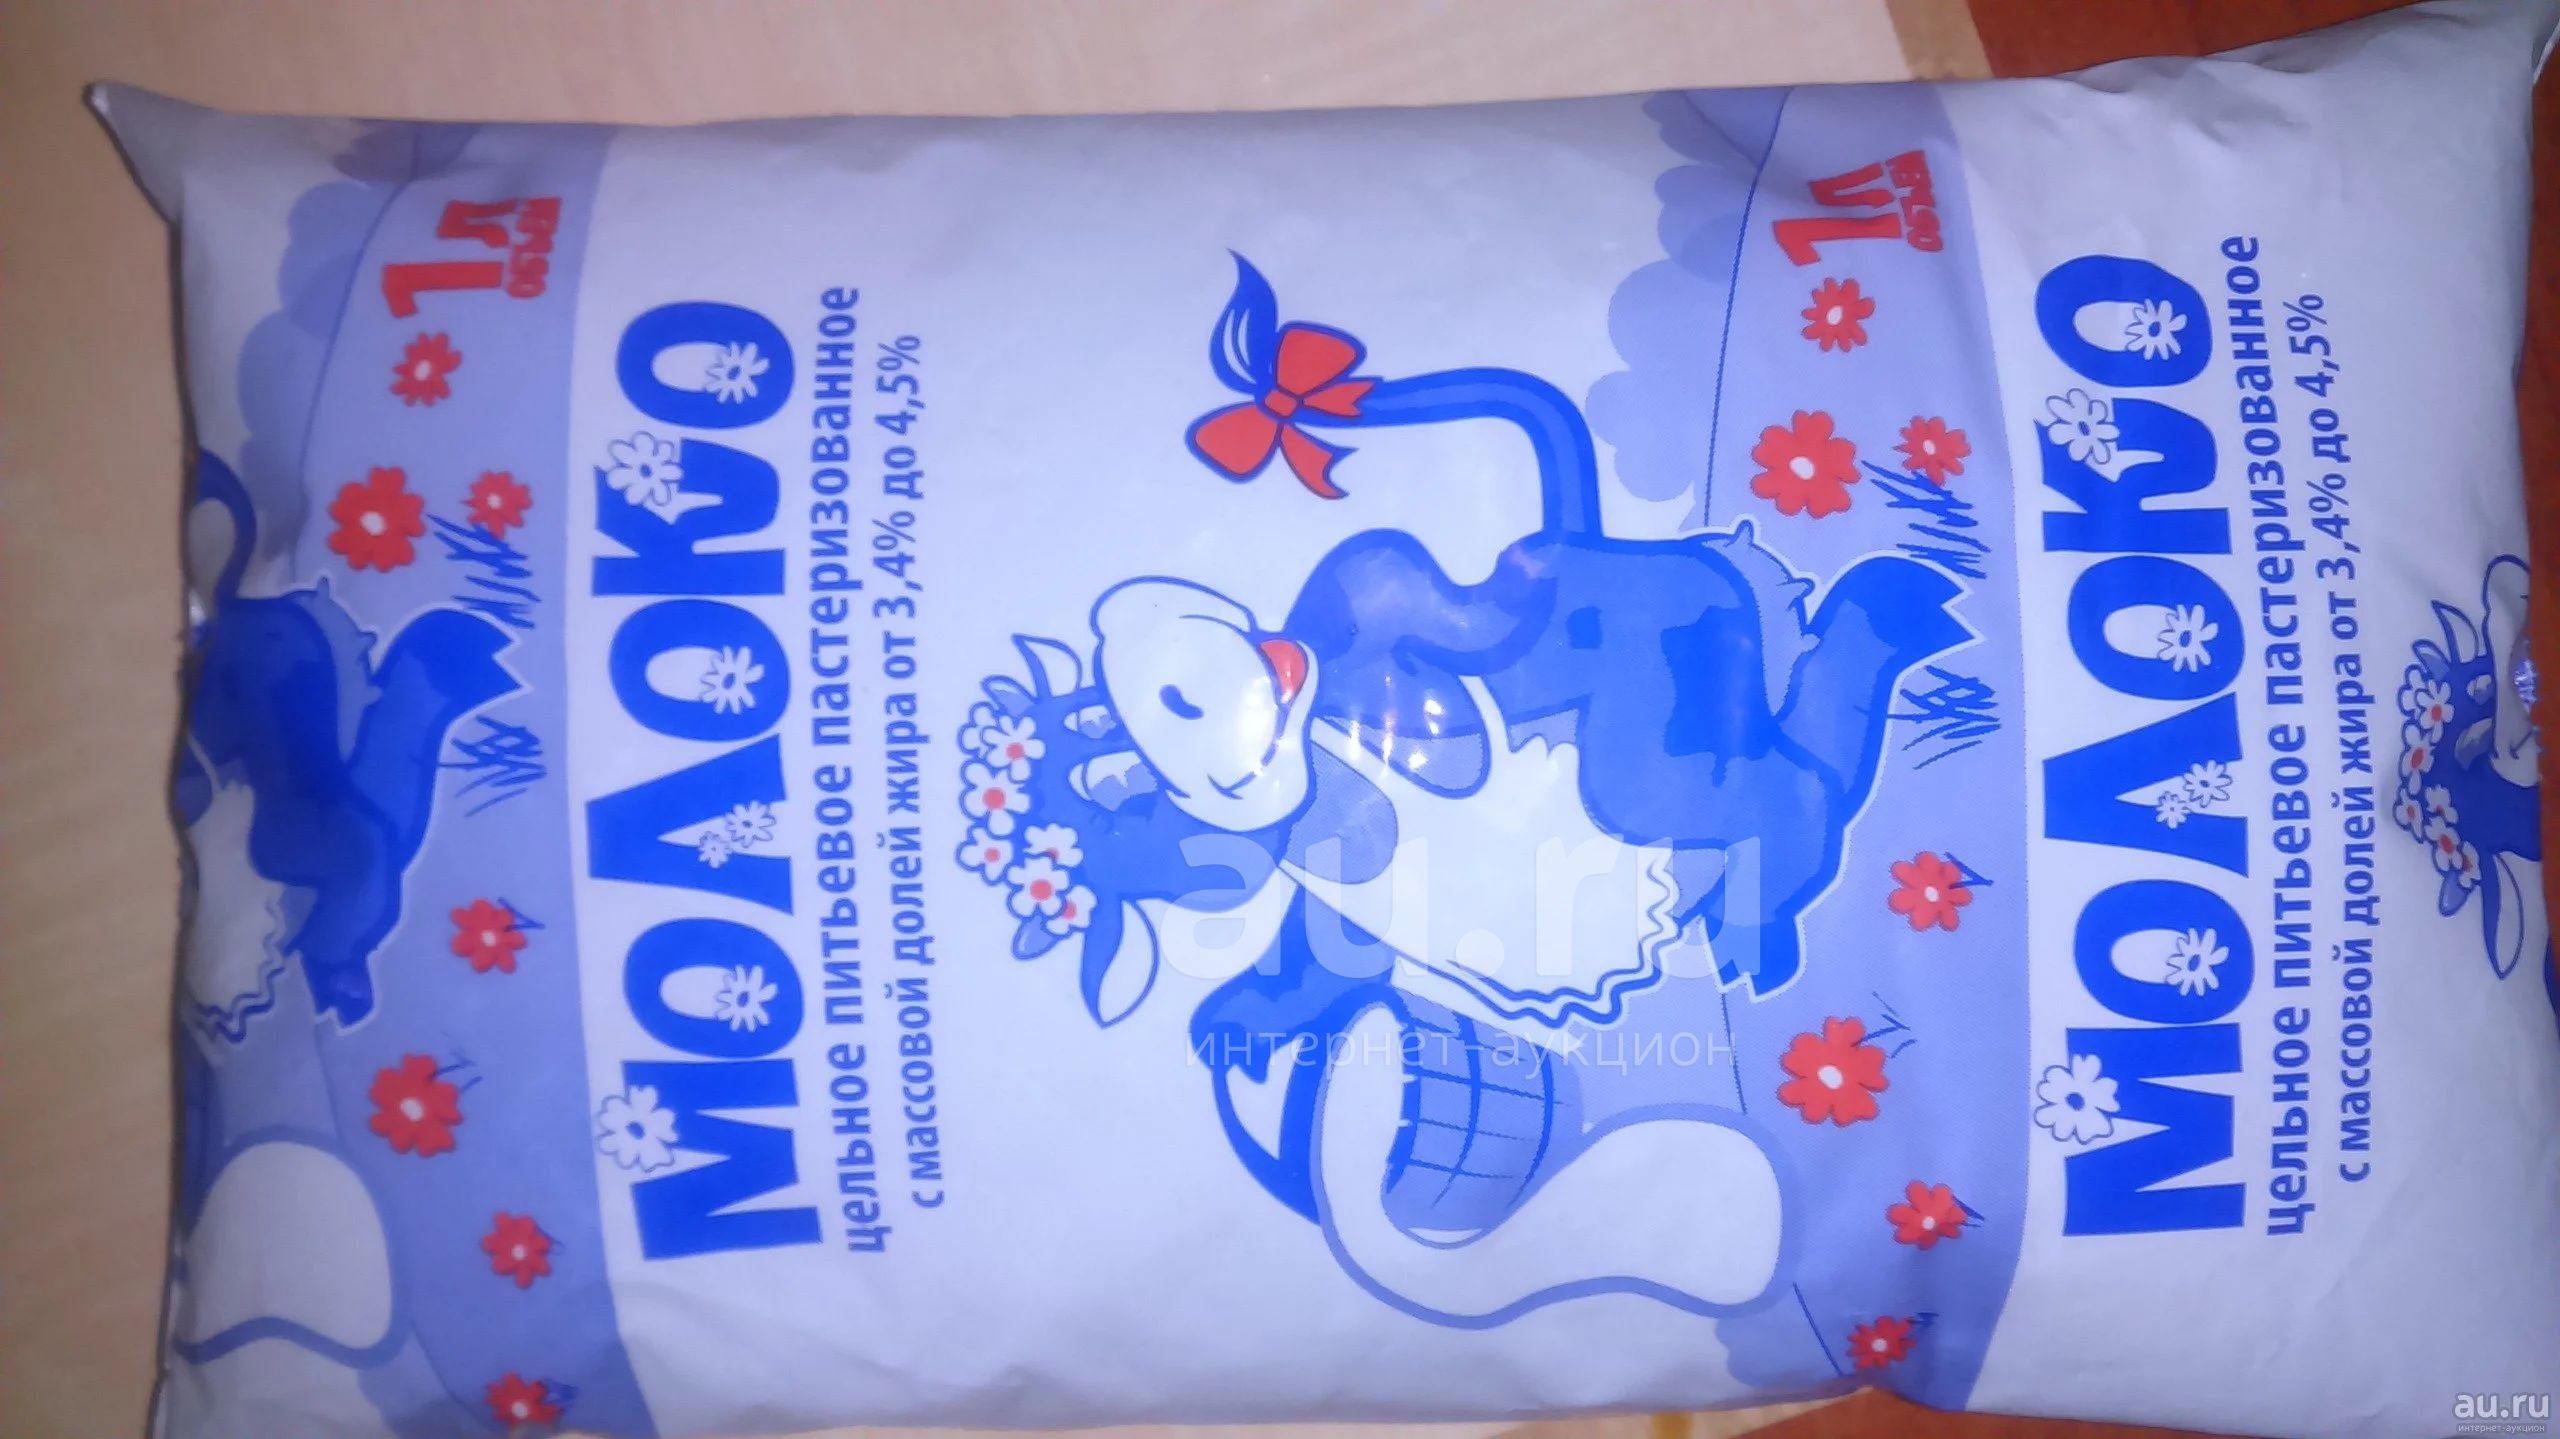 1л
объем
молоко
цельное питьевое пастеризованное
с массовой долей жира от 3,4% до 4,5%
1л
объем
молоко
цельное питьевое пастеризованное
с массовой долей жира от 3,4% до 4,5%
au.ru
интернет-аукцион
au.ru
интернет-аукцион